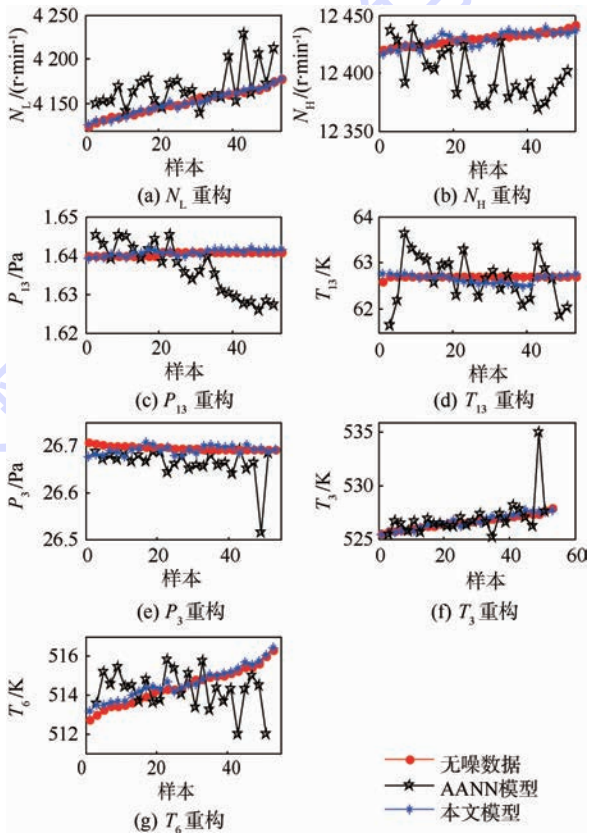 4 250
4 150
N_L/(r·min⁻¹)
0 20 40
样本
(a) N_L 重构
12 450
12 400
12 350
N_H/(r·min⁻¹)
0 20 40
样本
(b) N_H 重构
1.65
1.64
1.63
1.62
P_13/Pa
0 20 40
样本
(c) P_13 重构
64
63
62
T_13/K
0 20 40
样本
(d) T_13 重构
26.7
26.6
26.5
P_3/Pa
0 20 40
样本
(e) P_3 重构
535
530
525
T_3/K
0 20 40 60
样本
(f) T_3 重构
516
514
512
T_6/K
0 20 40
样本
(g) T_6 重构
无噪数据
AANN模型
本文模型